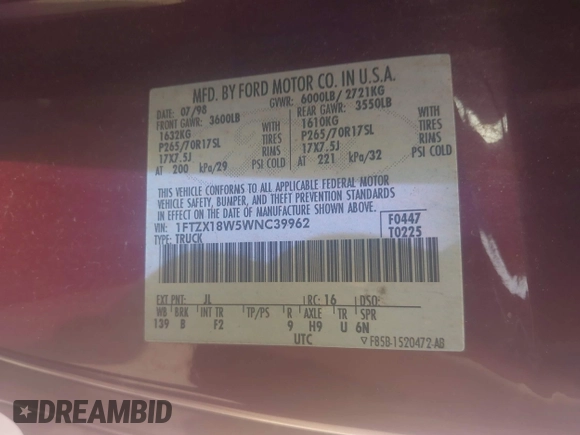 MFD. BY FORD MOTOR CO. IN U.S.A.
DATE: 07/98 GVWR: 6000LB/ 2721KG
FRONT GAWR: 3600LB REAR GAWR: 3550LB
1632KG WITH 1610KG WITH
P265/70R17SL TIRES P265/70R17SL TIRES
17X7.5J RIMS 17X7.5J RIMS
AT 200 kPa/29 PSI COLD AT 221 kPa/32 PSI COLD
THIS VEHICLE CONFORMS TO ALL APPLICABLE FEDERAL MOTOR
VEHICLE SAFETY, BUMPER, AND THEFT PREVENTION STANDARDS
IN EFFECT ON THE DATE OF MANUFACTURE SHOWN ABOVE.
VIN: 1FTZX18W5WNC39962 F0447
TYPE: TRUCK T0225
EXT PNT: JL RC: 16 DSO:
WB BRK INT TR TP/PS R AXLE TR SPR
139 B F2 9 H9 U 6N
UTC ▽ F85B-1520472-AB
DREAMBID